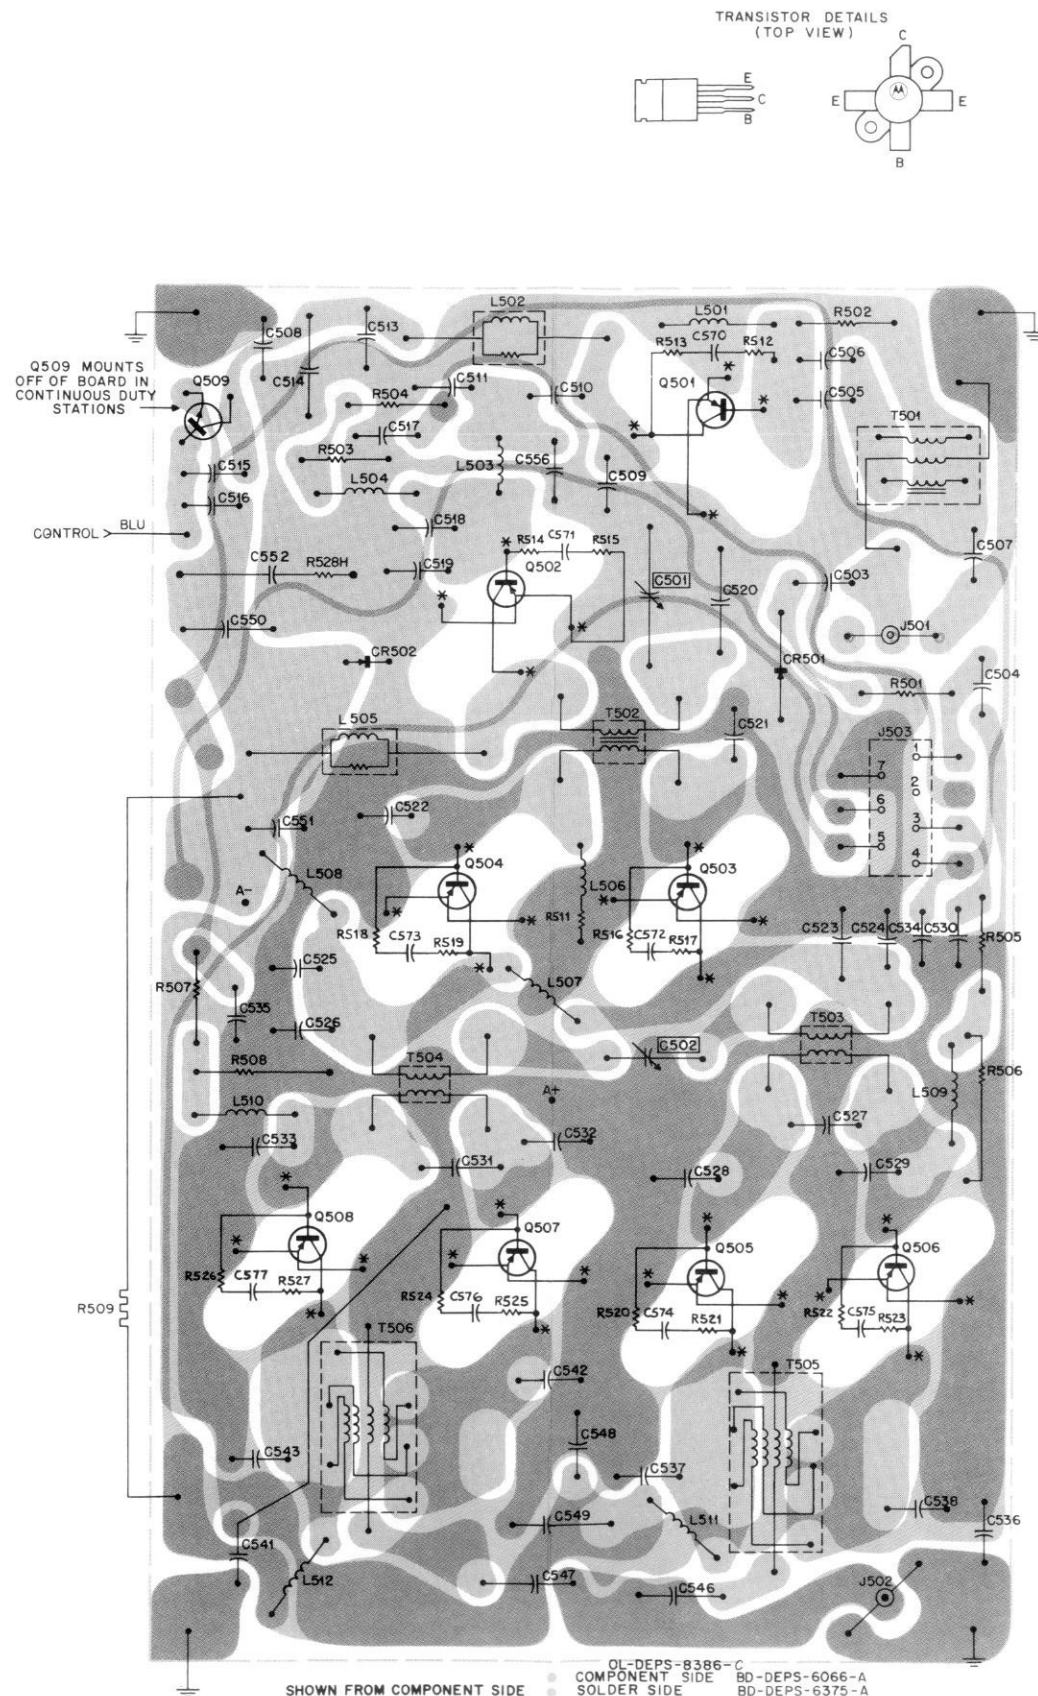 TRANSISTOR DETAILS
(TOP VIEW)
C
E
C
B
E
E
B
L502
L501
R502
C508
C513
R513
C570
R512
C506
Q509 MOUNTS
OFF OF BOARD IN
CONTINUOUS DUTY
STATIONS
Q509
C514
C511
C510
Q501
C505
R504
T501
C517
R503
L503
C556
C515
L504
C509
C516
CONTROL
BLU
C518
R514
C571
R515
C507
C552
R528H
C519
Q502
C501
C520
C503
C550
J501
CR502
CR501
C504
R501
L505
T502
C521
J503
1
7
2
6
3
5
4
C551
C522
L508
Q504
L506
Q503
A-
R518
C573
R519
R511
R516
C572
R517
C523
C524
C534
C530
R505
C525
L507
R507
C535
C526
T503
C502
R508
T504
R506
A+
L509
L510
C527
C533
C532
C531
C528
C529
Q508
Q507
Q505
Q506
R526
C577
R527
R524
C576
R525
R520
C574
R521
R522
C575
R523
R509
T506
T505
C542
C548
C543
C537
C538
C549
L511
C536
C541
L512
C547
C546
J502
OL-DEPS-8386-C
SHOWN FROM COMPONENT SIDE
COMPONENT SIDE BD-DEPS-6066-A
SOLDER SIDE BD-DEPS-6375-A